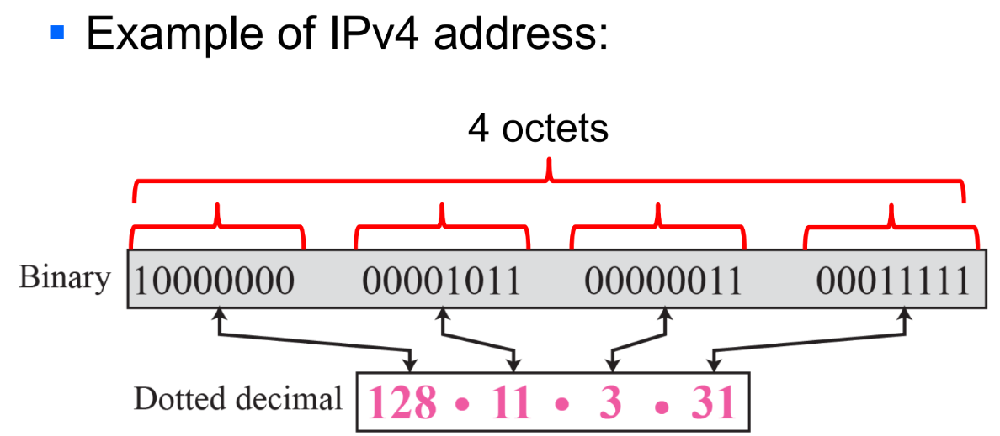 ▪ Example of IPv4 address:
4 octets
Binary 10000000 00001011 00000011 00011111
Dotted decimal 128 • 11 • 3 • 31